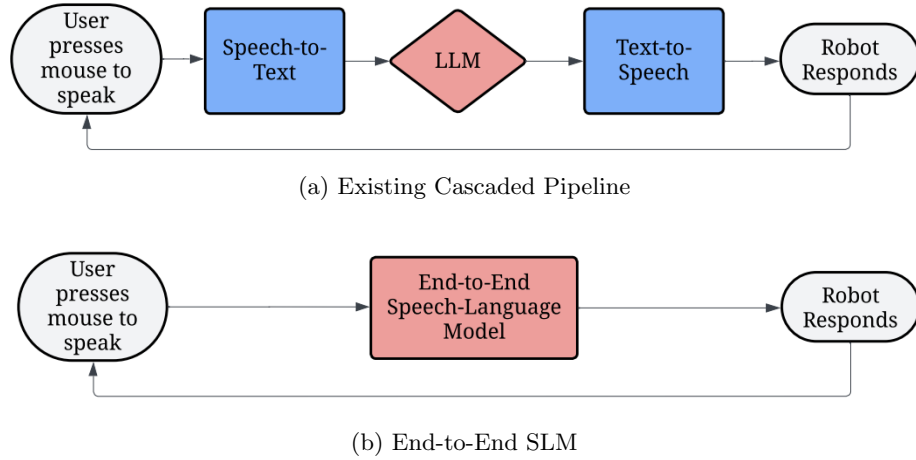 User
presses
mouse to
speak
Speech-to-
Text
LLM
Text-to-
Speech
Robot
Responds
(a) Existing Cascaded Pipeline
User
presses
mouse to
speak
End-to-End
Speech-Language
Model
Robot
Responds
(b) End-to-End SLM